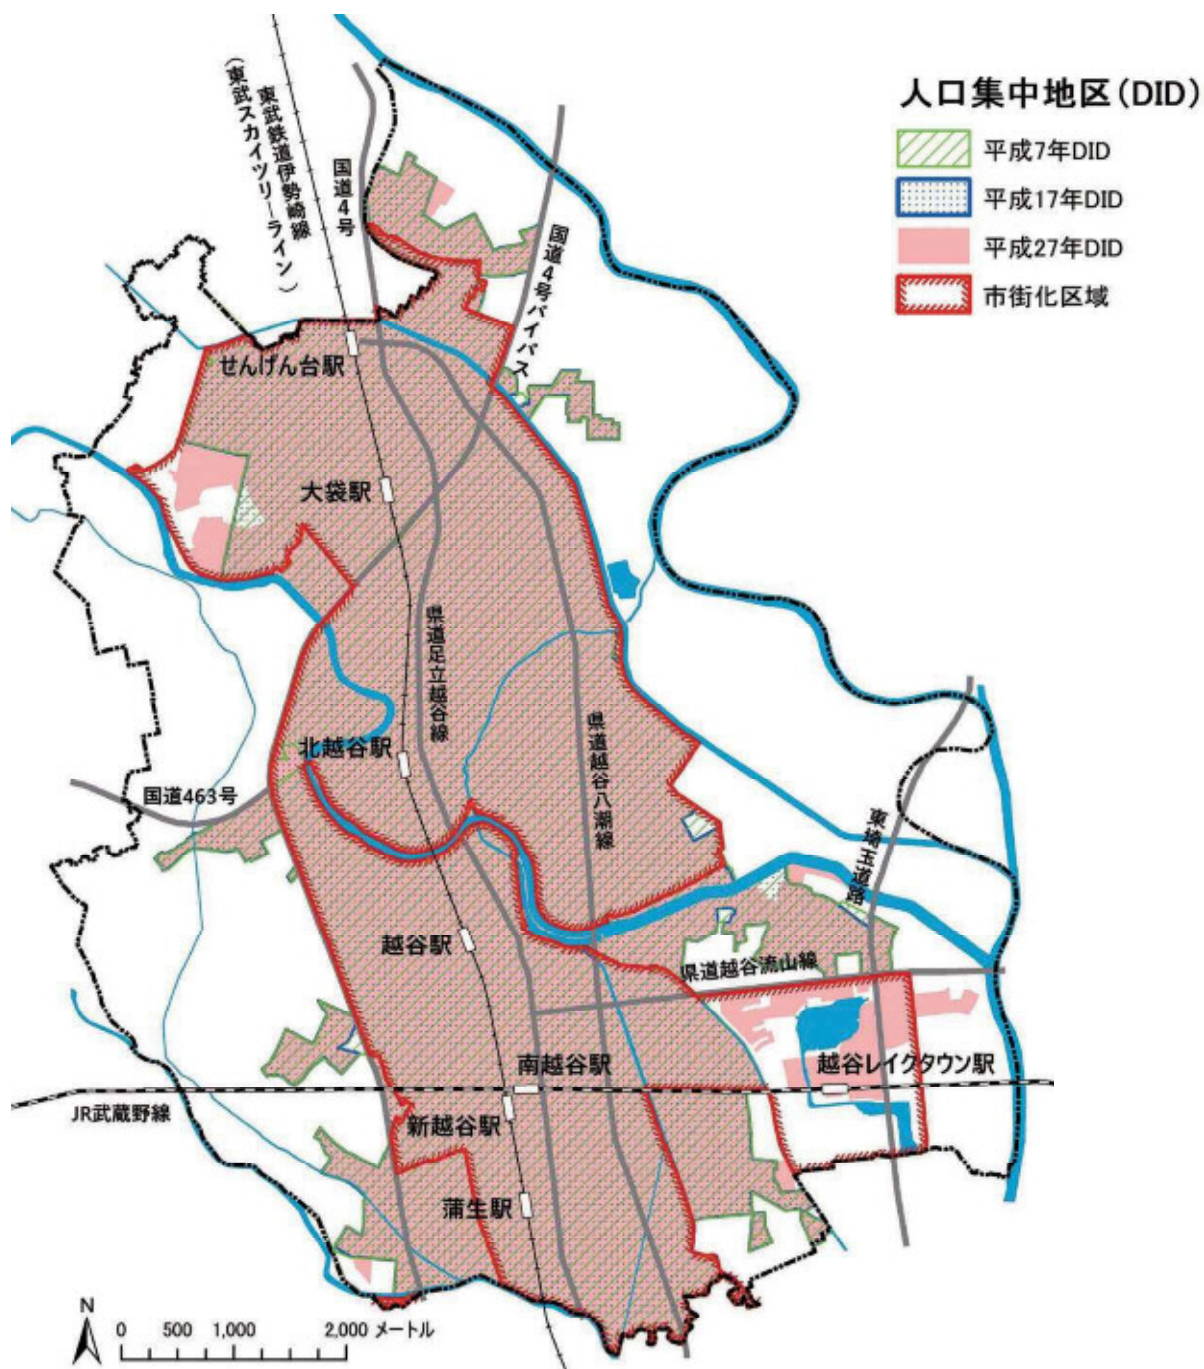 人口集中地区(DID)
平成7年DID
平成17年DID
平成27年DID
市街化区域
東武鉄道伊勢崎線
(東武スカイツリーライン)
国道4号
国道4号バイパス
せんげん台駅
大袋駅
県道足立越谷線
北越谷駅
県道越谷八潮線
国道463号
東埼玉道路
越谷駅
県道越谷流山線
南越谷駅
越谷レイクタウン駅
JR武蔵野線
新越谷駅
蒲生駅
N
0 500 1,000 2,000 メートル